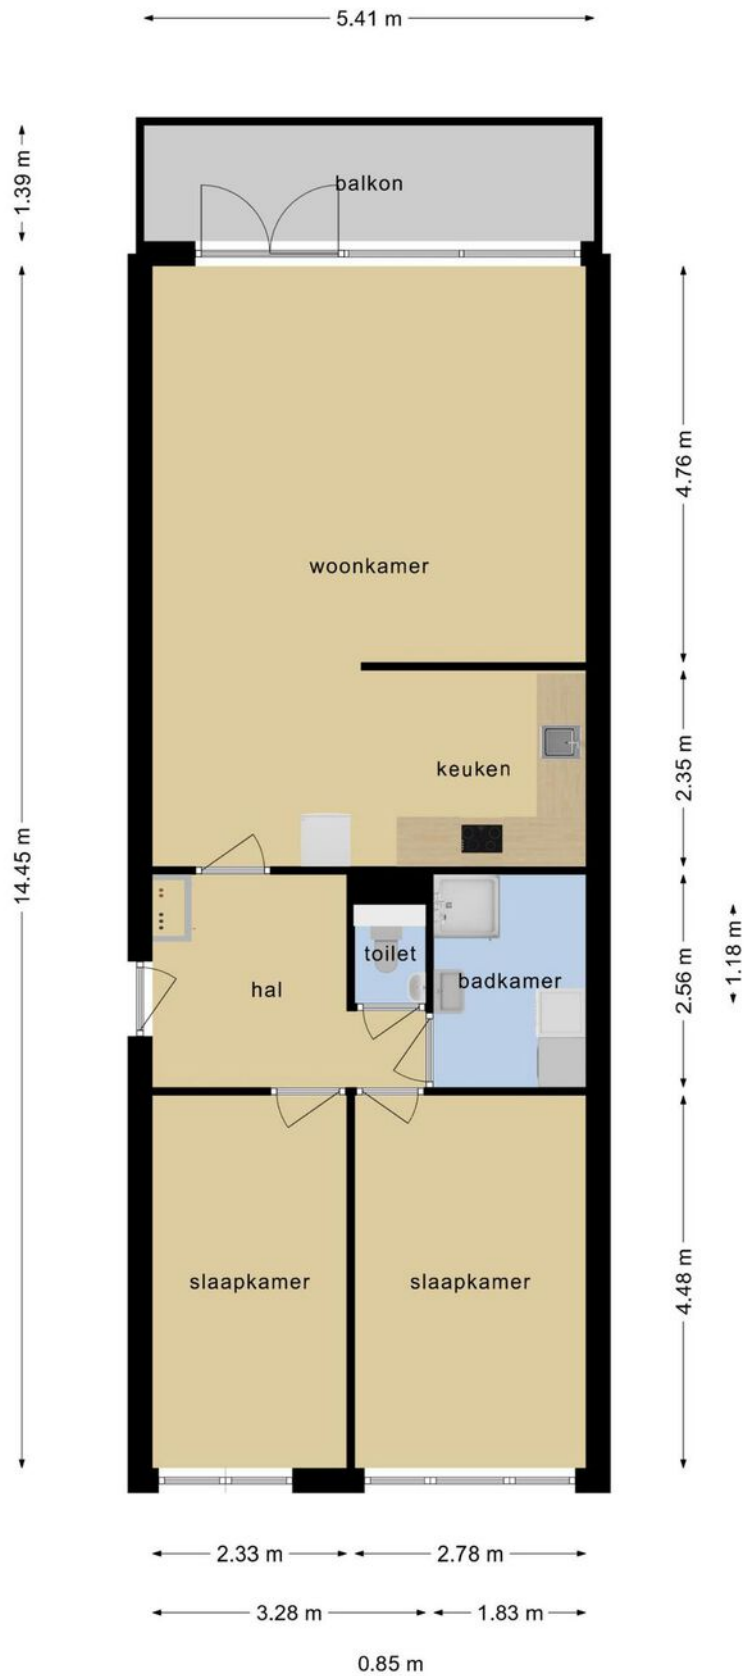 5.41 m
1.39 m
balkon
4.76 m
woonkamer
2.35 m
keuken
14.45 m
1.18 m
2.56 m
toilet
badkamer
hal
4.48 m
slaapkamer
slaapkamer
2.33 m
2.78 m
3.28 m
1.83 m
0.85 m